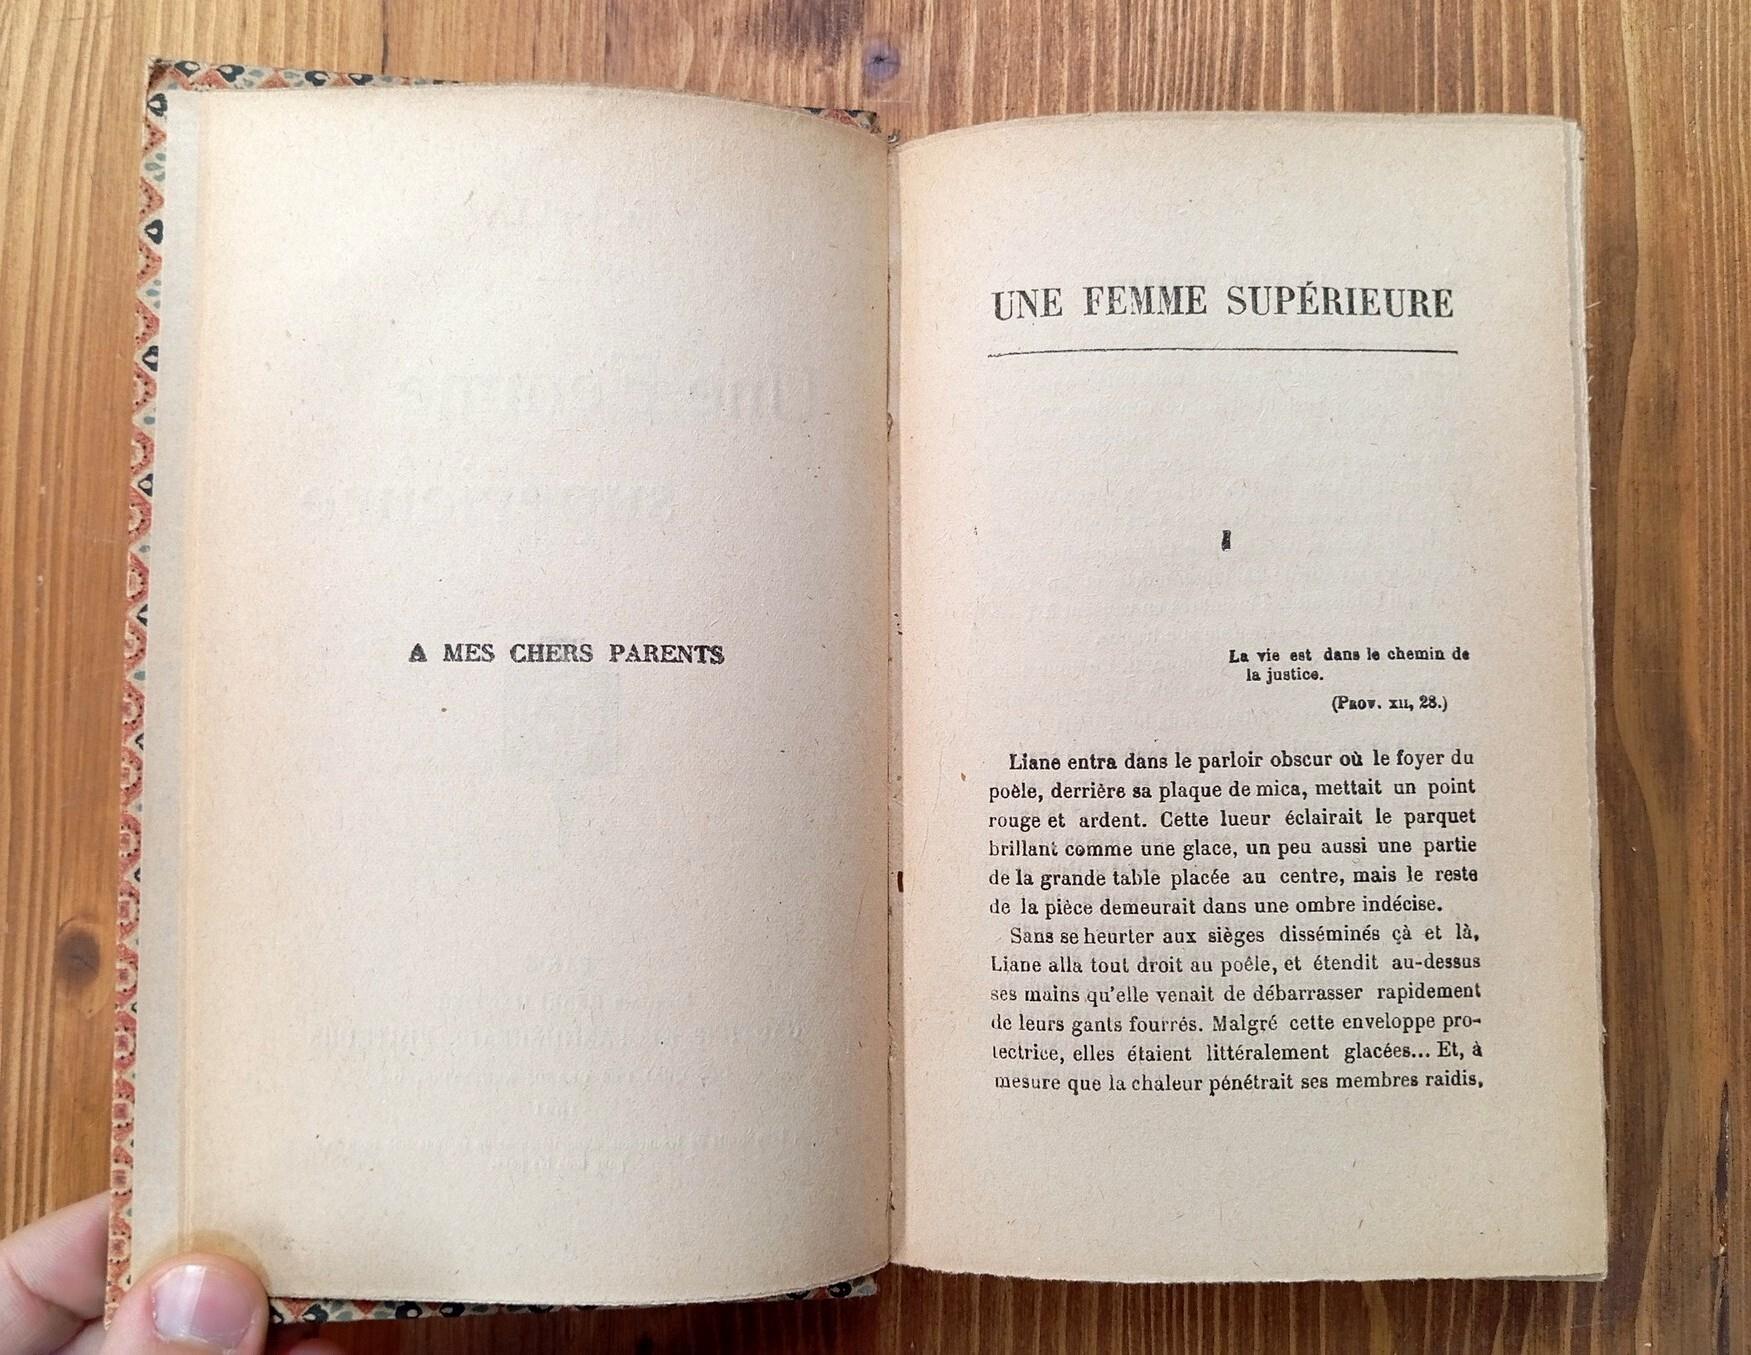 A MES CHERS PARENTS
UNE FEMME SUPÉRIEURE
I
La vie est dans le chemin de
la justice.
(Prov. xii, 28.)
Liane entra dans le parloir obscur où le foyer du
poêle, derrière sa plaque de mica, mettait un point
rouge et ardent. Cette lueur éclairait le parquet
brillant comme une glace, un peu aussi une partie
de la grande table placée au centre, mais le reste
de la pièce demeurait dans une ombre indécise.
Sans se heurter aux sièges disséminés çà et là,
Liane alla tout droit au poêle, et étendit au-dessus
ses mains qu'elle venait de débarrasser rapidement
de leurs gants fourrés. Malgré cette enveloppe pro-
tectrice, elles étaient littéralement glacées... Et, à
mesure que la chaleur pénétrait ses membres raidis,